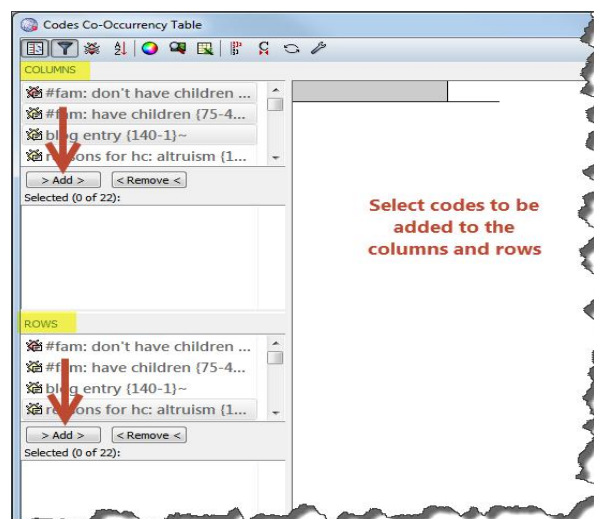 Codes Co-Occurrency Table
COLUMNS
#fam: don't have children ...
#fam: have children {75-4...
blog entry {140-1}~
reasons for hc: altruism {1...
> Add >
< Remove <
Selected (0 of 22):
Select codes to be
added to the
columns and rows
ROWS
#fam: don't have children ...
#fam: have children {75-4...
blog entry {140-1}~
reasons for hc: altruism {1...
> Add >
< Remove <
Selected (0 of 22):